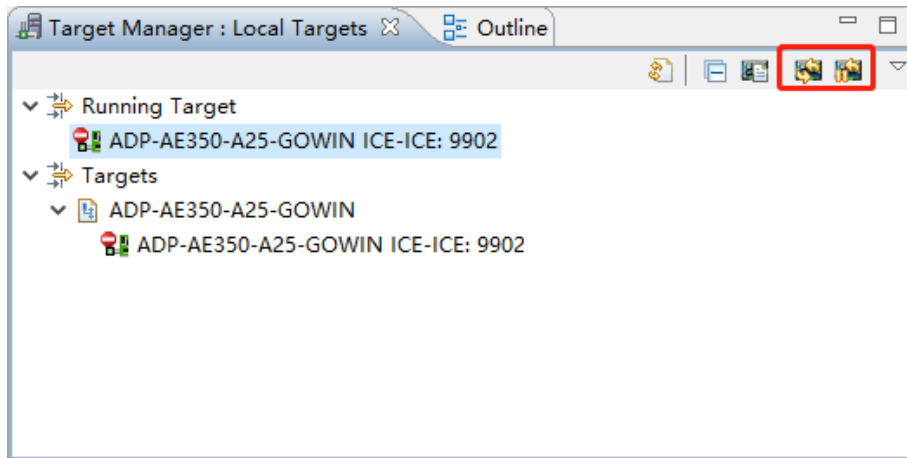 Target Manager : Local Targets Outline
Running Target
ADP-AE350-A25-GOWIN ICE-ICE: 9902
Targets
ADP-AE350-A25-GOWIN
ADP-AE350-A25-GOWIN ICE-ICE: 9902